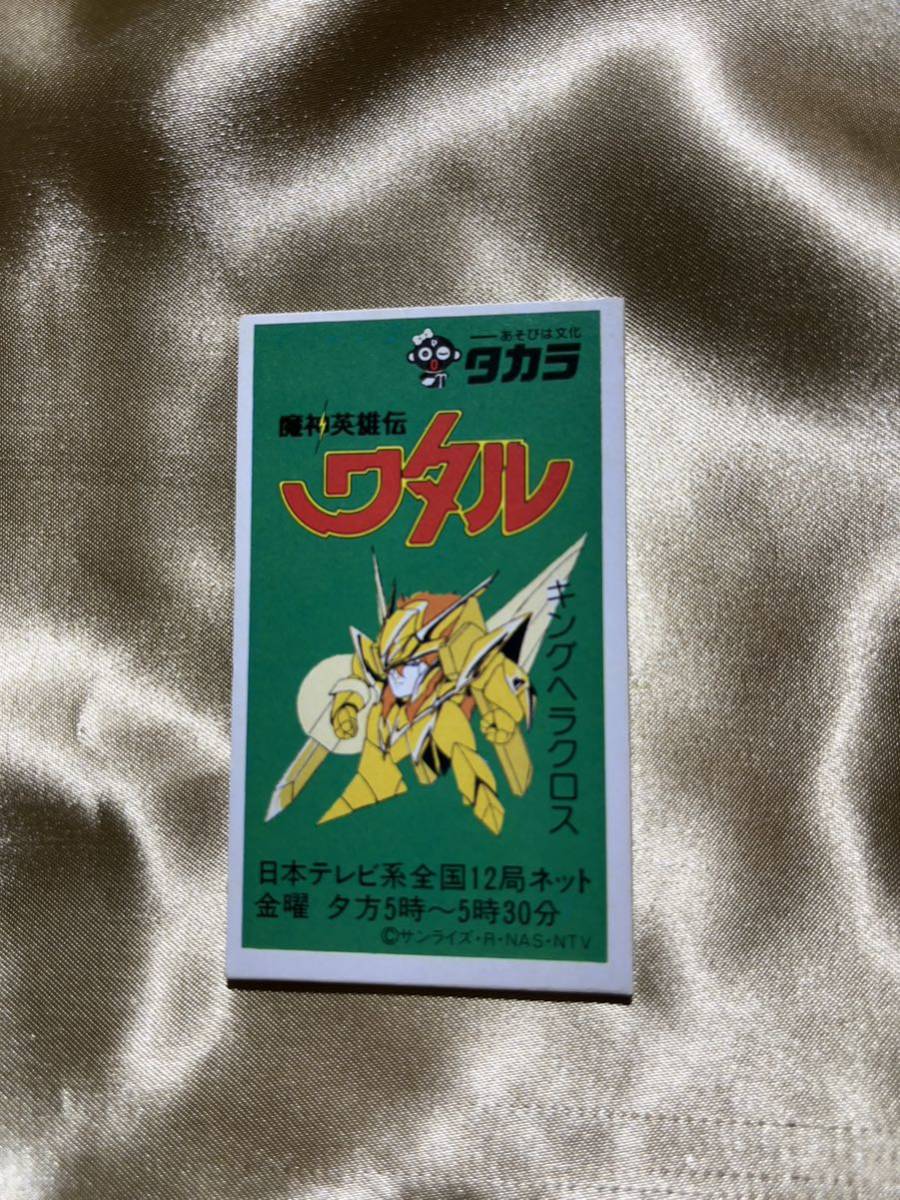 あそびは文化
タカラ
魔神英雄伝
ワタル
キングヘラクロス
日本テレビ系全国12局ネット
金曜 夕方5時〜5時30分
©サンライズ・R・NAS・NTV